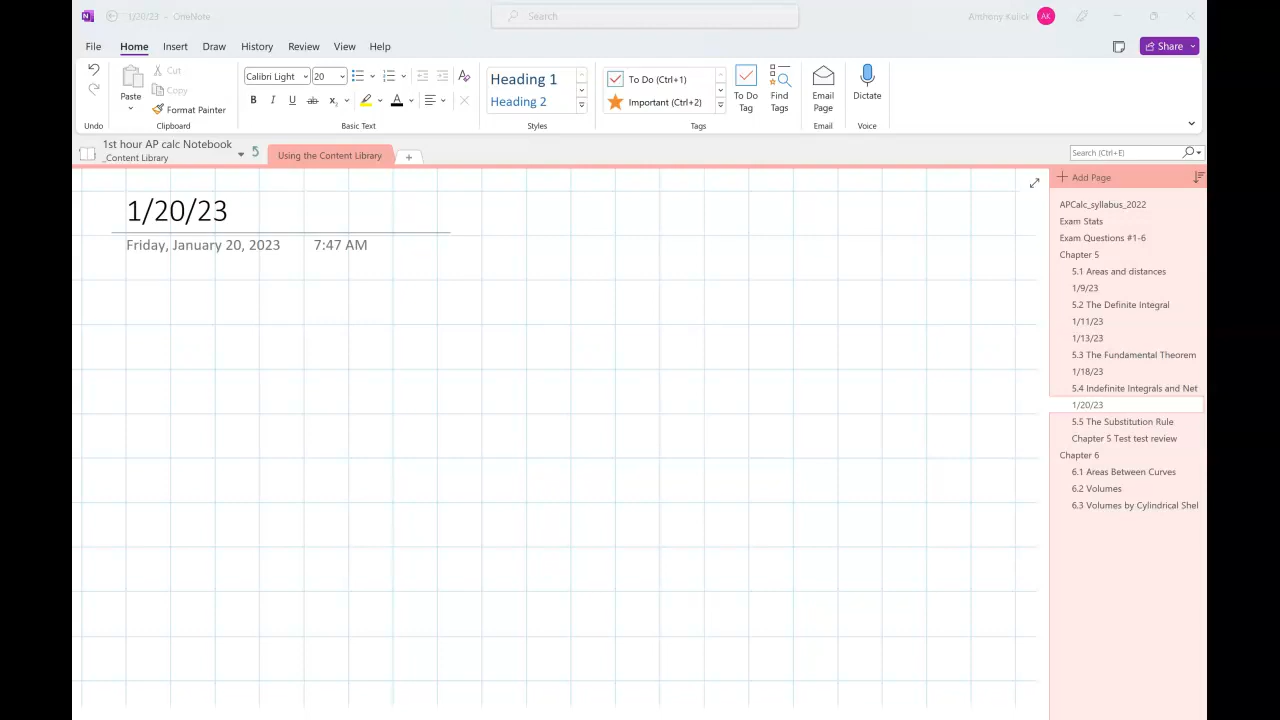 1/20/23 - OneNote
Search
Anthony Kulick
AK
File Home Insert Draw History Review View Help
Share
Undo
Paste
Cut
Copy
Format Painter
Clipboard
Calibri Light 20
B I U ab x
A
Basic Text
Heading 1
Heading 2
Styles
To Do (Ctrl+1)
Important (Ctrl+2)
To Do Tag
Find Tags
Tags
Email Page
Email
Dictate
Voice
1st hour AP calc Notebook
_Content Library
Using the Content Library
+
Search (Ctrl+E)
1/20/23
Friday, January 20, 2023 7:47 AM
Add Page
APCalc_syllabus_2022
Exam Stats
Exam Questions #1-6
Chapter 5
5.1 Areas and distances
1/9/23
5.2 The Definite Integral
1/11/23
1/13/23
5.3 The Fundamental Theorem
1/18/23
5.4 Indefinite Integrals and Net
1/20/23
5.5 The Substitution Rule
Chapter 5 Test test review
Chapter 6
6.1 Areas Between Curves
6.2 Volumes
6.3 Volumes by Cylindrical Shel